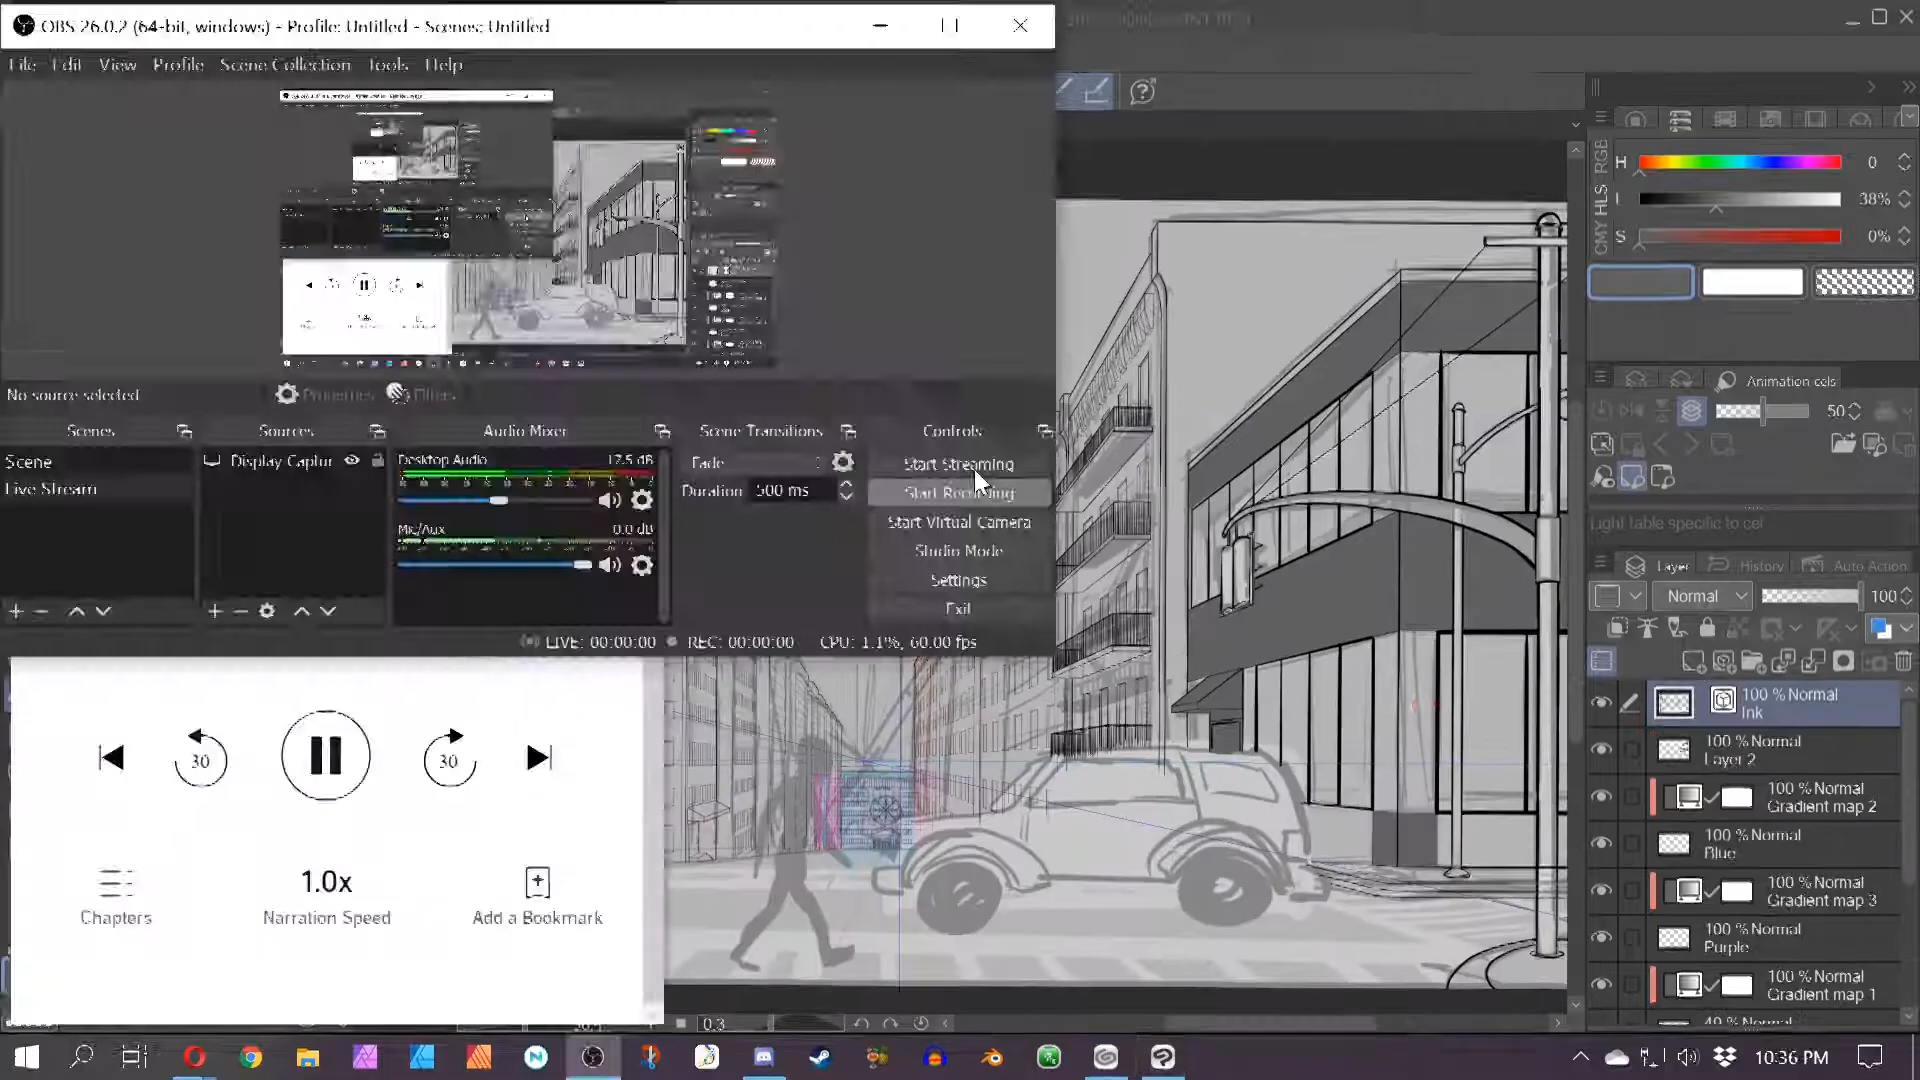 OBS 26.0.2 (64-bit, windows) - Profile: Untitled - Scenes: Untitled
File Edit View Profile Scene Collection Tools Help
No source selected
Properties Filters
Scenes
Sources
Audio Mixer
Scene Transitions
Controls
Scene
Live Stream
Display Captur
Desktop Audio
Mic/Aux 0.0 dB
Fade
Duration 500 ms
Start Streaming
Start Recording
Start Virtual Camera
Studio Mode
Settings
Exit
LIVE: 00:00:00
REC: 00:00:00
CPU: 1.1%, 60.00 fps
30
30
1.0x
Chapters
Narration Speed
Add a Bookmark
0.3
CMY HLS RGB
H 0
L 38%
S 0%
Animation cels
50
Light table specific to cel
Layer
History
Auto Action
Normal
100
100 % Normal
Ink
100 % Normal
Layer 2
100 % Normal
Gradient map 2
100 % Normal
Blue
100 % Normal
Gradient map 3
100 % Normal
Purple
100 % Normal
Gradient map 1
10:36 PM